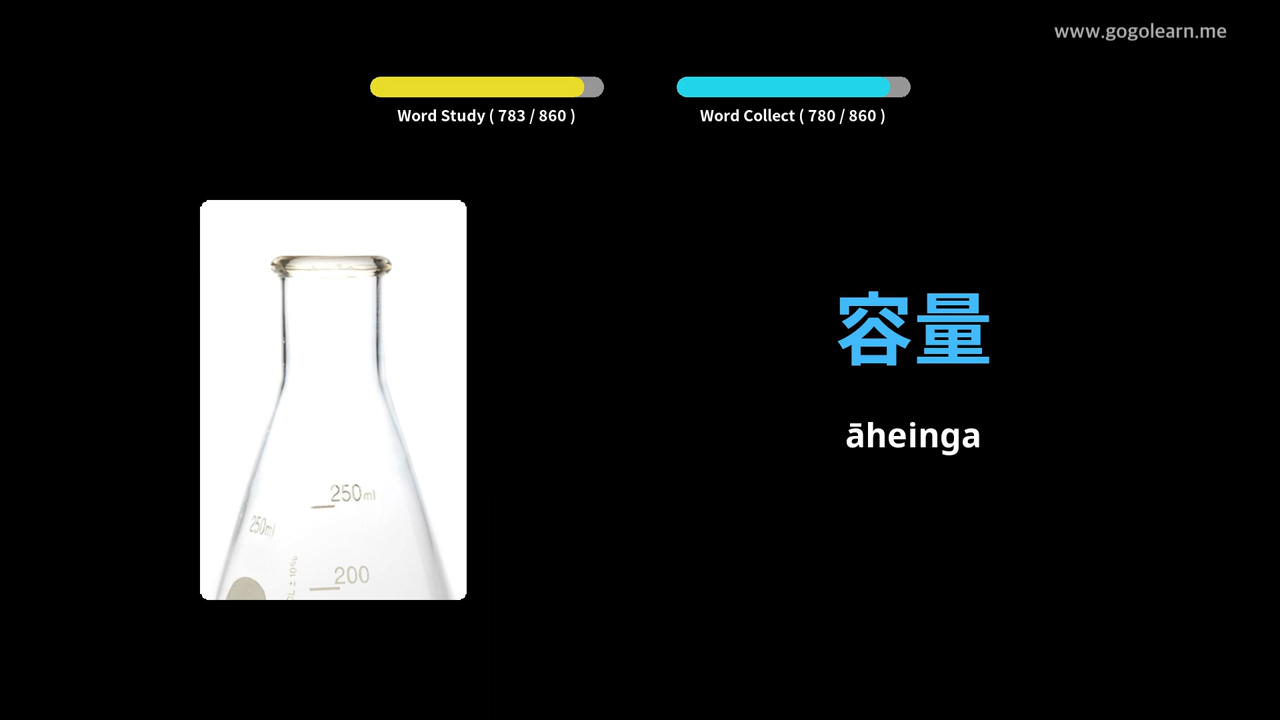 www.gogolearn.me
Word Study ( 783 / 860 )
Word Collect ( 780 / 860 )
容量
āheinga
250ml
250ml
200